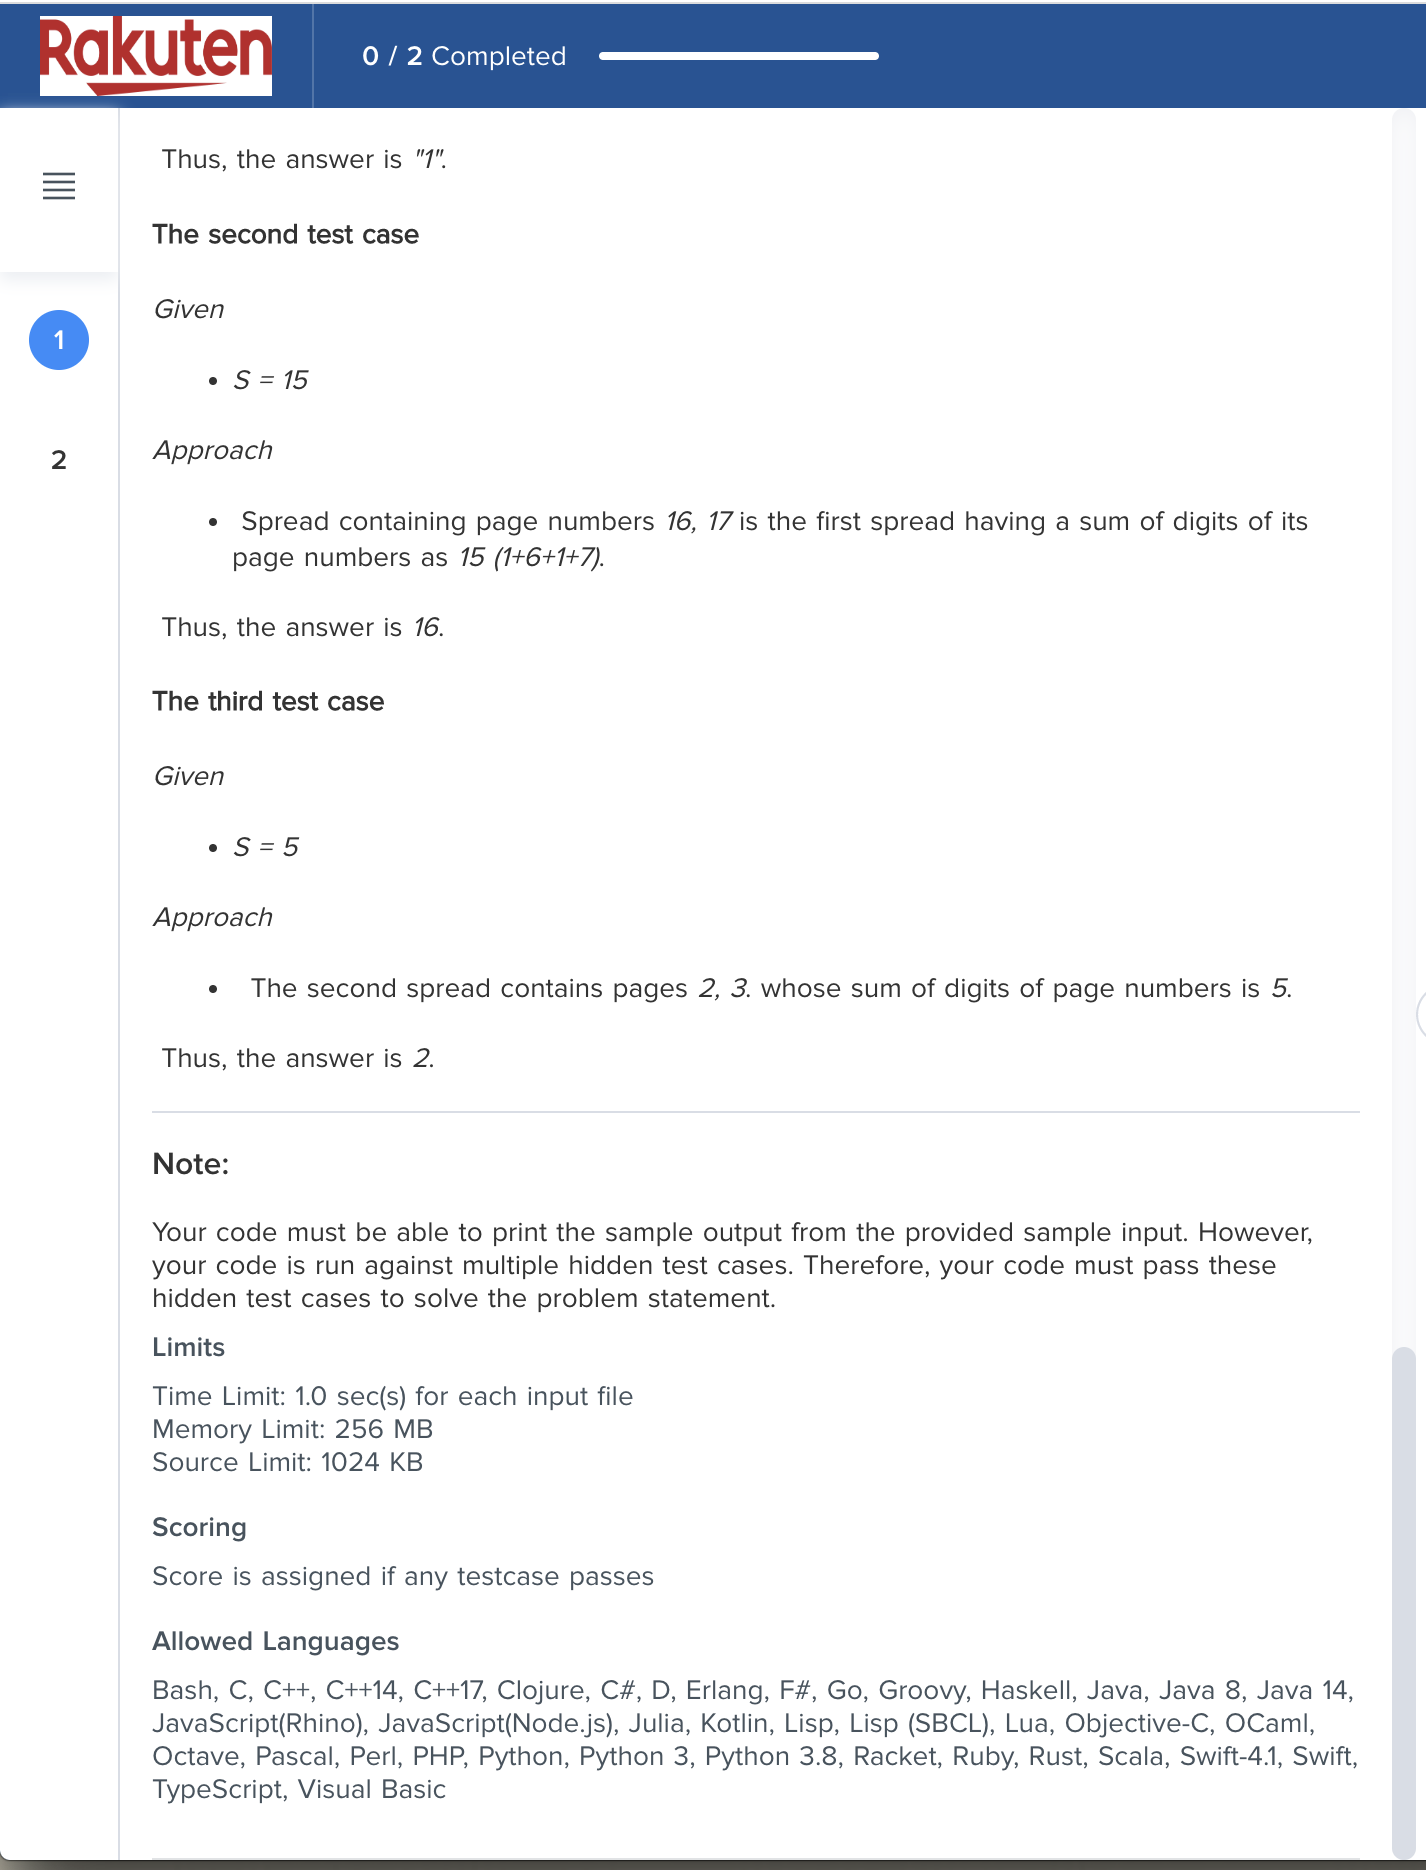 Rakuten
0 / 2 Completed
Thus, the answer is "1".
The second test case
Given
1
• S = 15
Approach
2
• Spread containing page numbers 16, 17 is the first spread having a sum of digits of its
page numbers as 15 (1+6+1+7).
Thus, the answer is 16.
The third test case
Given
• S = 5
Approach
• The second spread contains pages 2, 3. whose sum of digits of page numbers is 5.
Thus, the answer is 2.
Note:
Your code must be able to print the sample output from the provided sample input. However,
your code is run against multiple hidden test cases. Therefore, your code must pass these
hidden test cases to solve the problem statement.
Limits
Time Limit: 1.0 sec(s) for each input file
Memory Limit: 256 MB
Source Limit: 1024 KB
Scoring
Score is assigned if any testcase passes
Allowed Languages
Bash, C, C++, C++14, C++17, Clojure, C#, D, Erlang, F#, Go, Groovy, Haskell, Java, Java 8, Java 14,
JavaScript(Rhino), JavaScript(Node.js), Julia, Kotlin, Lisp, Lisp (SBCL), Lua, Objective-C, OCaml,
Octave, Pascal, Perl, PHP, Python, Python 3, Python 3.8, Racket, Ruby, Rust, Scala, Swift-4.1, Swift,
TypeScript, Visual Basic